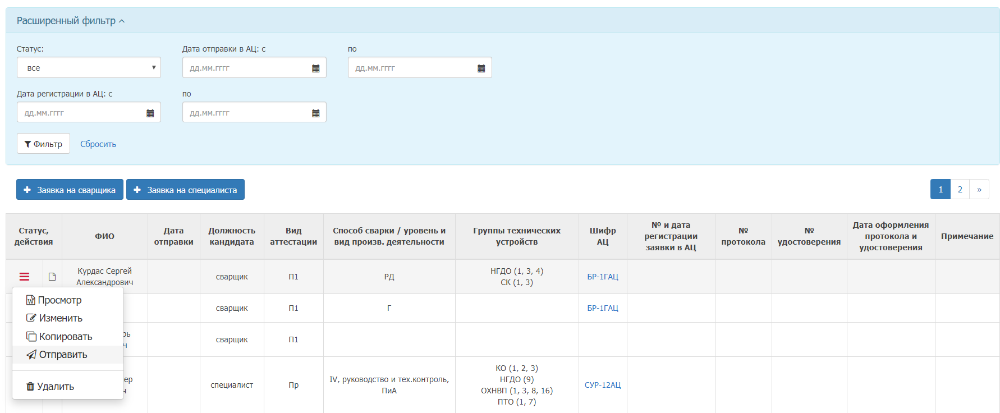 Расширенный фильтр
Статус:
Дата отправки в АЦ: с
по
все
дд.мм.гггг
дд.мм.гггг
Дата регистрации в АЦ: с
по
дд.мм.гггг
дд.мм.гггг
Фильтр
Сбросить
Заявка на сварщика
Заявка на специалиста
1
2
»
Статус,
действия
ФИО
Дата
отправки
Должность
кандидата
Вид
аттестации
Способ сварки / уровень и
вид произв. деятельности
Группы технических
устройств
Шифр
АЦ
№ и дата
регистрации
заявки в АЦ
№
протокола
№
удостоверения
Дата оформления
протокола и
удостоверения
Примечание
Курдас Сергей
Александрович
сварщик
П1
РД
НГДО (1, 3, 4)
СК (1, 3)
БР-1ГАЦ
Просмотр
Изменить
Копировать
Отправить
Удалить
сварщик
П1
Г
БР-1ГАЦ
рь
ч
сварщик
П1
ер
ч
специалист
Пр
IV, руководство и тех.контроль,
ПиА
КО (1, 2, 3)
НГДО (9)
ОХНВП (1, 3, 8, 16)
ПТО (1, 7)
СУР-12АЦ